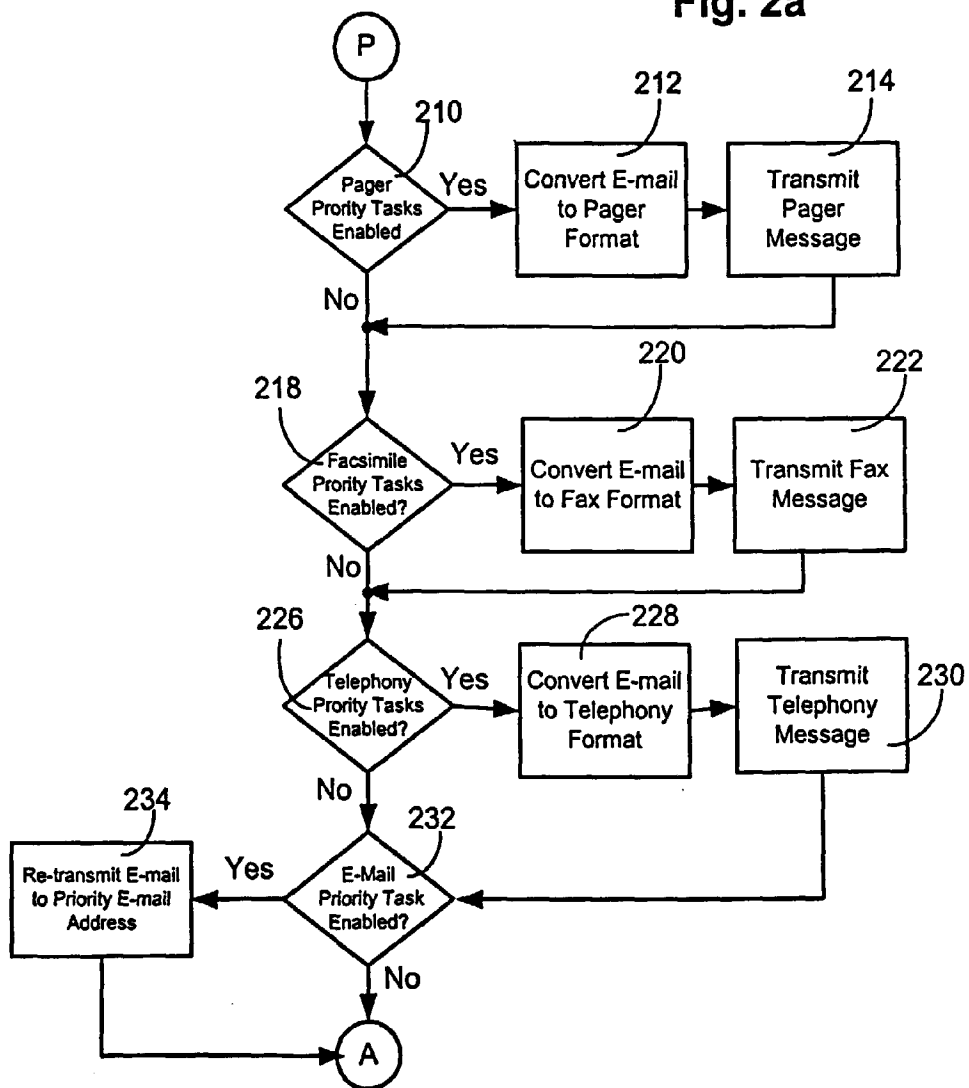 Fig. 2a
P
210
212
214
Pager
Prority Tasks
Enabled
Yes
Convert E-mail
to Pager
Format
Transmit
Pager
Message
No
218
220
222
Facsimile
Prority Tasks
Enabled?
Yes
Convert E-mail
to Fax Format
Transmit Fax
Message
No
226
228
230
Telephony
Prority Tasks
Enabled?
Yes
Convert E-mail
to Telephony
Format
Transmit
Telephony
Message
No
234
232
Re-transmit E-mail
to Priority E-mail
Address
Yes
E-Mail
Priority Task
Enabled?
No
A